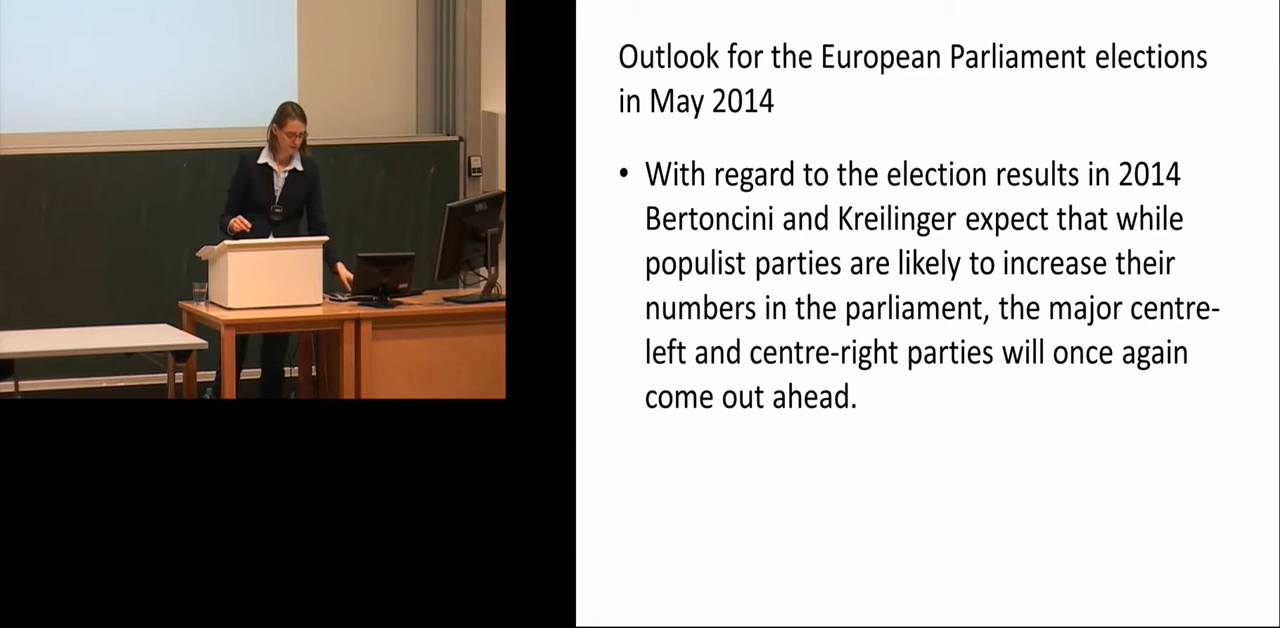 Outlook for the European Parliament elections
in May 2014
• With regard to the election results in 2014
Bertoncini and Kreilinger expect that while
populist parties are likely to increase their
numbers in the parliament, the major centre-
left and centre-right parties will once again
come out ahead.